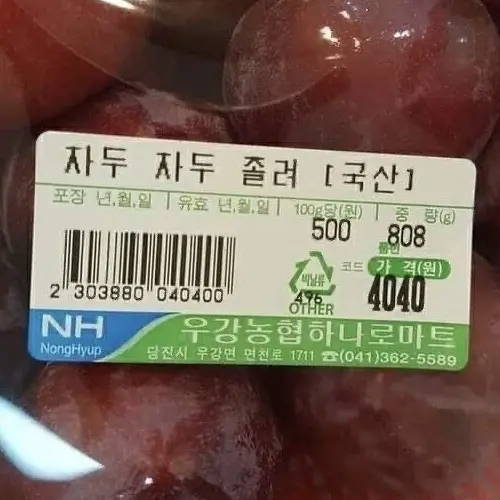 자두 자두 졸려 [국산]
포장 년,월,일 유효 년,월,일 100g당(원) 중 량(g)
500 808
품번
비닐류 코드 가 격(원)
496 4040
OTHER
2 303880 040400
NH 우강농협하나로마트
NongHyup 당진시 우강면 면천로 1711 ☎(041)362-5589